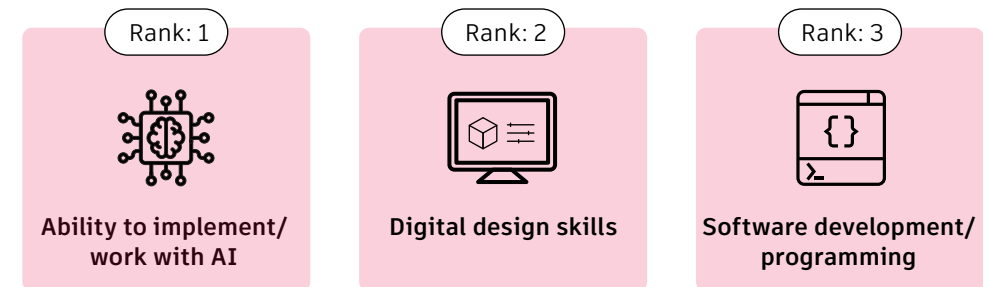 Rank: 1
Ability to implement/
work with AI
Rank: 2
Digital design skills
Rank: 3
{}
>_
Software development/
programming